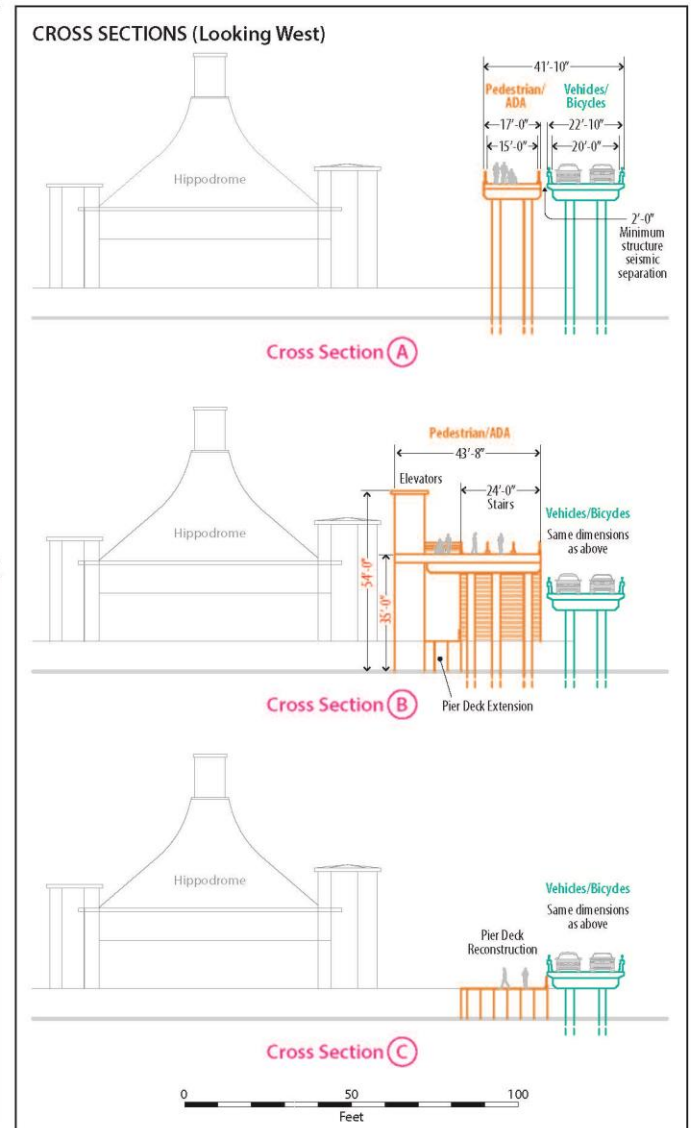 CROSS SECTIONS (Looking West)
41'-10"
Pedestrian/
ADA
Vehicles/
Bicycles
17'-0"
22'-10"
15'-0"
20'-0"
Hippodrome
2'-0"
Minimum
structure
seismic
separation
Cross Section A
Pedestrian/ADA
43'-8"
Elevators
24'-0"
Stairs
Vehicles/Bicycles
Same dimensions
as above
Hippodrome
54'-0"
35'-0"
Cross Section B
Pier Deck Extension
Hippodrome
Vehicles/Bicycles
Same dimensions
as above
Pier Deck
Reconstruction
Cross Section C
0 50 100
Feet